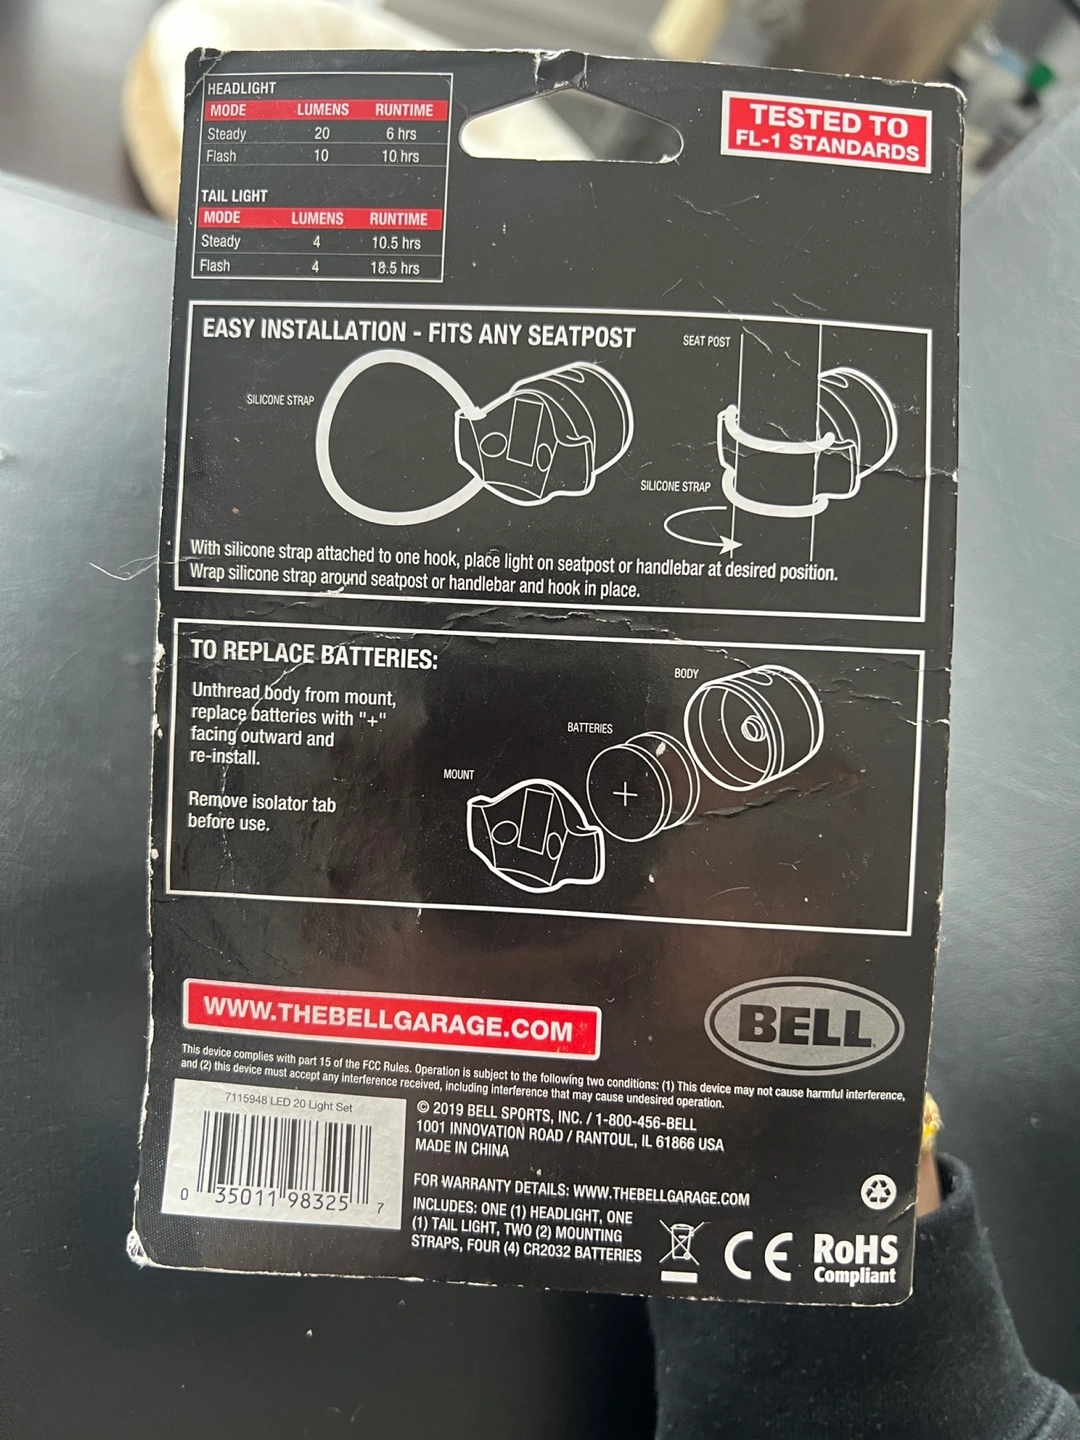 HEADLIGHT
MODE LUMENS RUNTIME
Steady 20 6 hrs
Flash 10 10 hrs
TAIL LIGHT
MODE LUMENS RUNTIME
Steady 4 10.5 hrs
Flash 4 18.5 hrs
TESTED TO
FL-1 STANDARDS
EASY INSTALLATION - FITS ANY SEATPOST
SEAT POST
SILICONE STRAP
SILICONE STRAP
With silicone strap attached to one hook, place light on seatpost or handlebar at desired position.
Wrap silicone strap around seatpost or handlebar and hook in place.
TO REPLACE BATTERIES:
Unthread body from mount,
replace batteries with "+"
facing outward and
re-install.
Remove isolator tab
before use.
BODY
BATTERIES
MOUNT
+
WWW.THEBELLGARAGE.COM
BELL
This device complies with part 15 of the FCC Rules. Operation is subject to the following two conditions: (1) This device may not cause harmful interference,
and (2) this device must accept any interference received, including interference that may cause undesired operation.
7115948 LED 20 Light Set
0 35011 98325 7
© 2019 BELL SPORTS, INC. / 1-800-456-BELL
1001 INNOVATION ROAD / RANTOUL, IL 61866 USA
MADE IN CHINA
FOR WARRANTY DETAILS: WWW.THEBELLGARAGE.COM
INCLUDES: ONE (1) HEADLIGHT, ONE
(1) TAIL LIGHT, TWO (2) MOUNTING
STRAPS, FOUR (4) CR2032 BATTERIES
CE
RoHS
Compliant